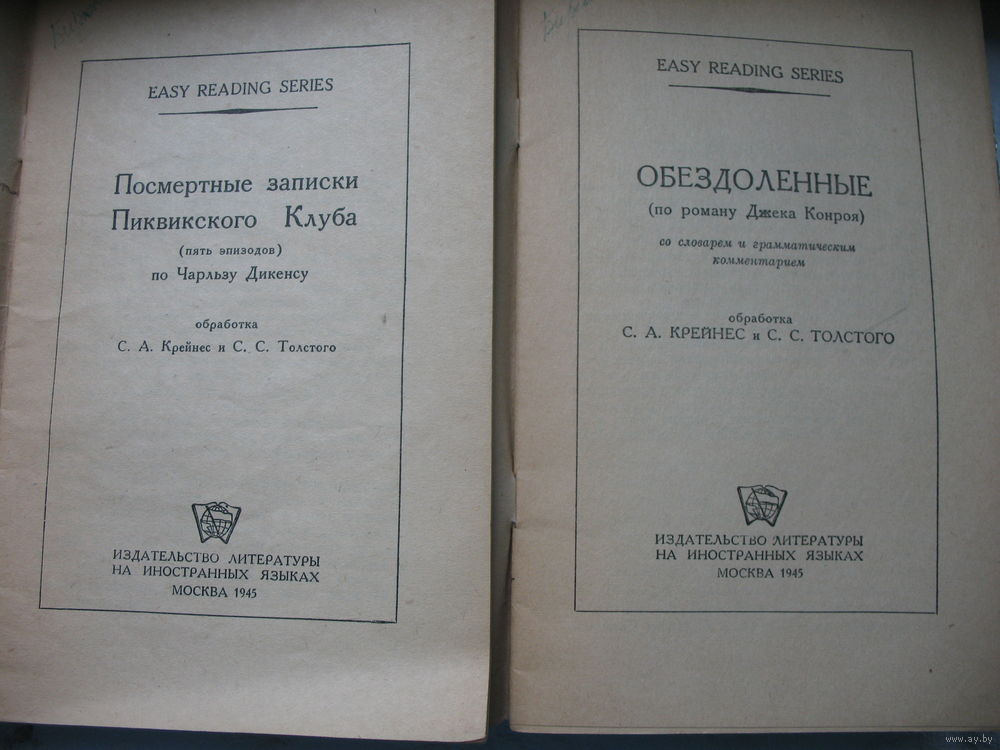 EASY READING SERIES
Посмертные записки
Пиквикского Клуба
(пять эпизодов)
по Чарльзу Дикенсу
обработка
С. А. Крейнес и С. С. Толстого
ИЗДАТЕЛЬСТВО ЛИТЕРАТУРЫ
НА ИНОСТРАННЫХ ЯЗЫКАХ
МОСКВА 1945
EASY READING SERIES
ОБЕЗДОЛЕННЫЕ
(по роману Джека Конроя)
со словарем и грамматическим
комментарием
обработка
С. А. КРЕЙНЕС и С. С. ТОЛСТОГО
ИЗДАТЕЛЬСТВО ЛИТЕРАТУРЫ
НА ИНОСТРАННЫХ ЯЗЫКАХ
МОСКВА 1945
www.ay.by